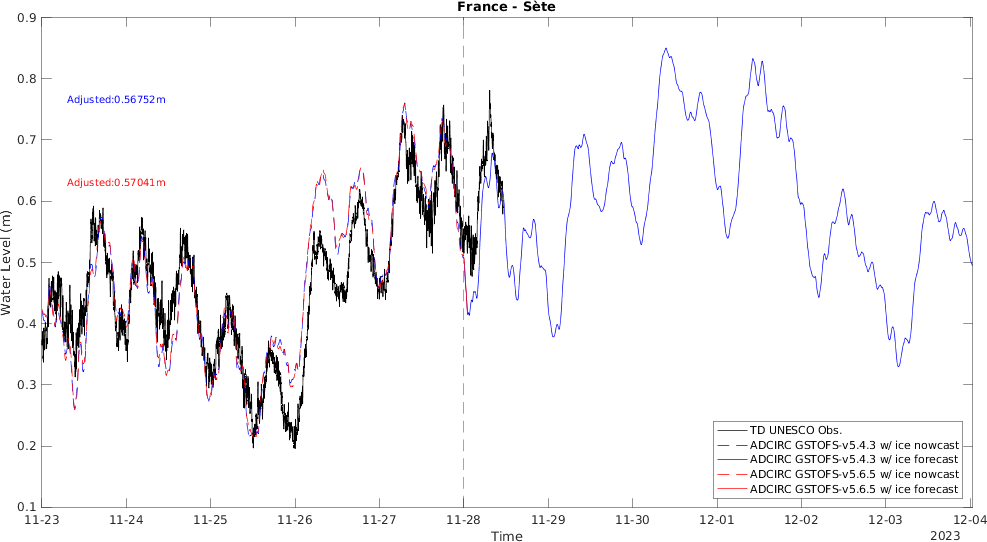 France - Sète
0.9
0.8
0.7
0.6
0.5
0.4
0.3
0.2
0.1
Water Level (m)
Adjusted:0.56752m
Adjusted:0.57041m
TD UNESCO Obs.
ADCIRC GSTOFS-v5.4.3 w/ ice nowcast
ADCIRC GSTOFS-v5.4.3 w/ ice forecast
ADCIRC GSTOFS-v5.6.5 w/ ice nowcast
ADCIRC GSTOFS-v5.6.5 w/ ice forecast
11-23 11-24 11-25 11-26 11-27 11-28 11-29 11-30 12-01 12-02 12-03 12-04
Time
2023